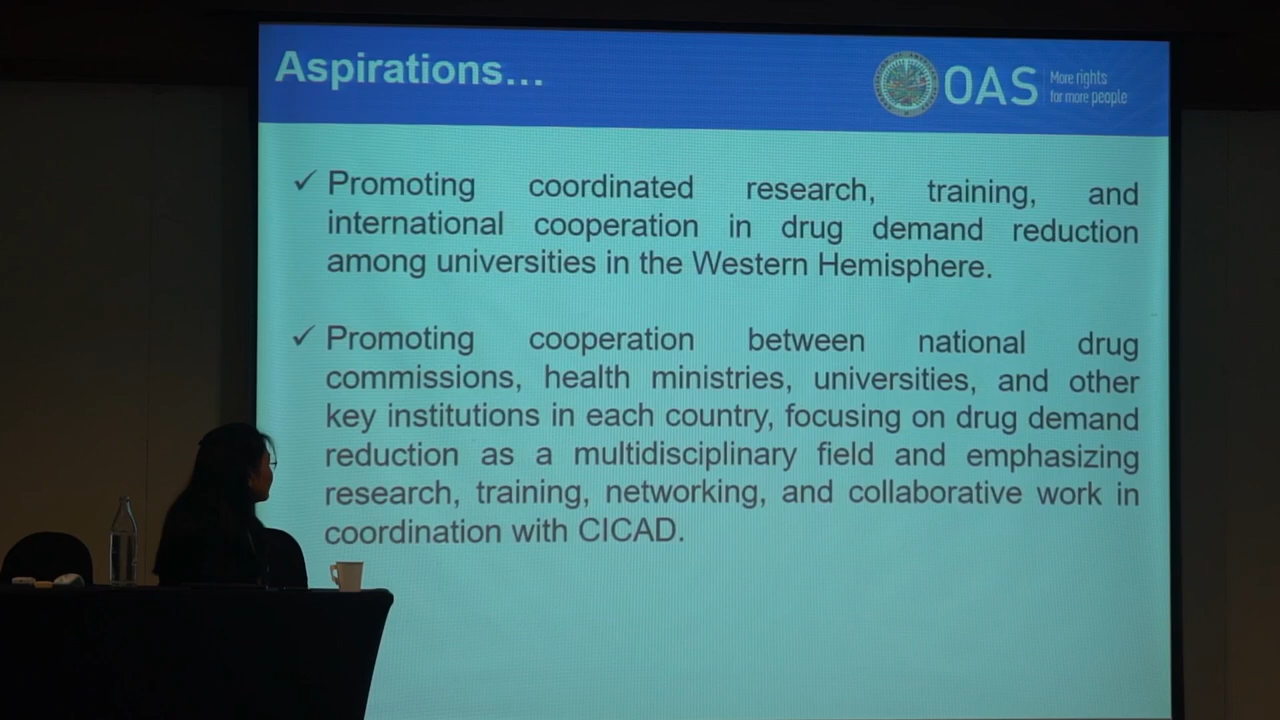 Aspirations...
OAS
More rights
for more people
✓ Promoting coordinated research, training, and
international cooperation in drug demand reduction
among universities in the Western Hemisphere.
✓ Promoting cooperation between national drug
commissions, health ministries, universities, and other
key institutions in each country, focusing on drug demand
reduction as a multidisciplinary field and emphasizing
research, training, networking, and collaborative work in
coordination with CICAD.